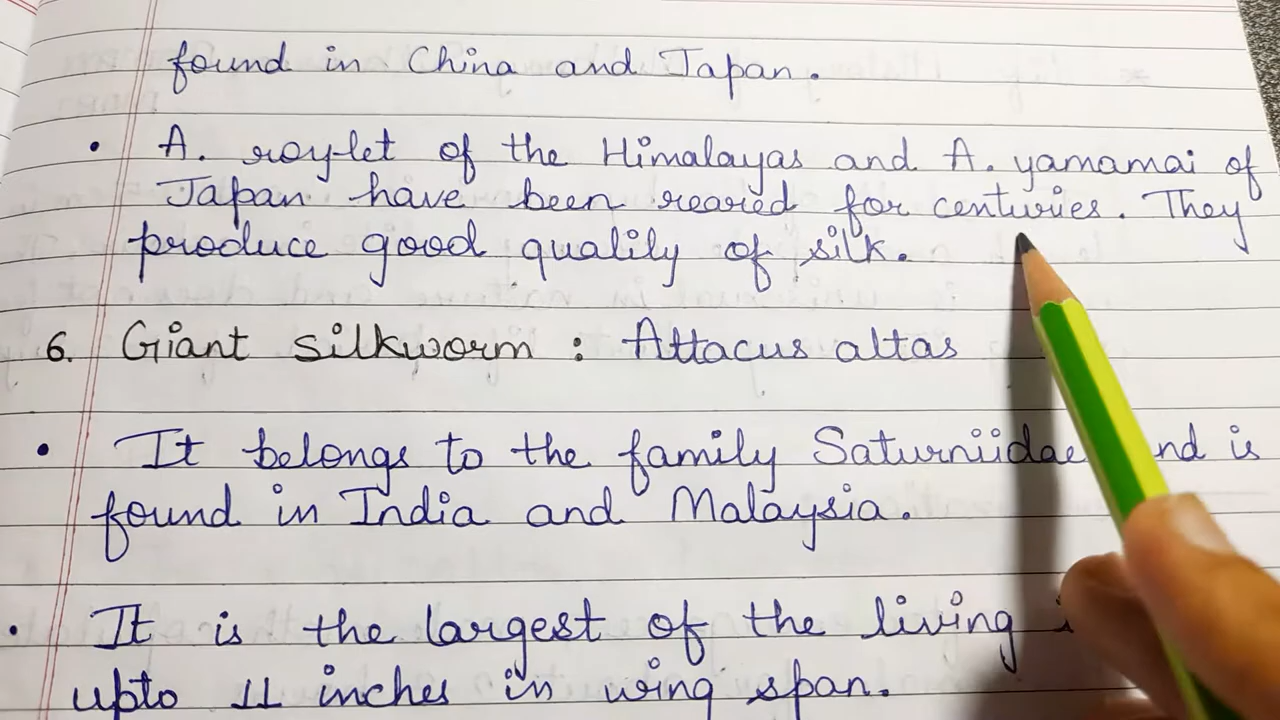 found in China and Japan.
• A. roylet of the Himalayas and A. yamamai of
Japan have been reared for centuries. They
produce good quality of silk.
6. Giant silkworm : Attacus altas
• It belongs to the family Saturniidae nd is
found in India and Malaysia.
• It is the largest of the living
upto 11 inches in wing span.